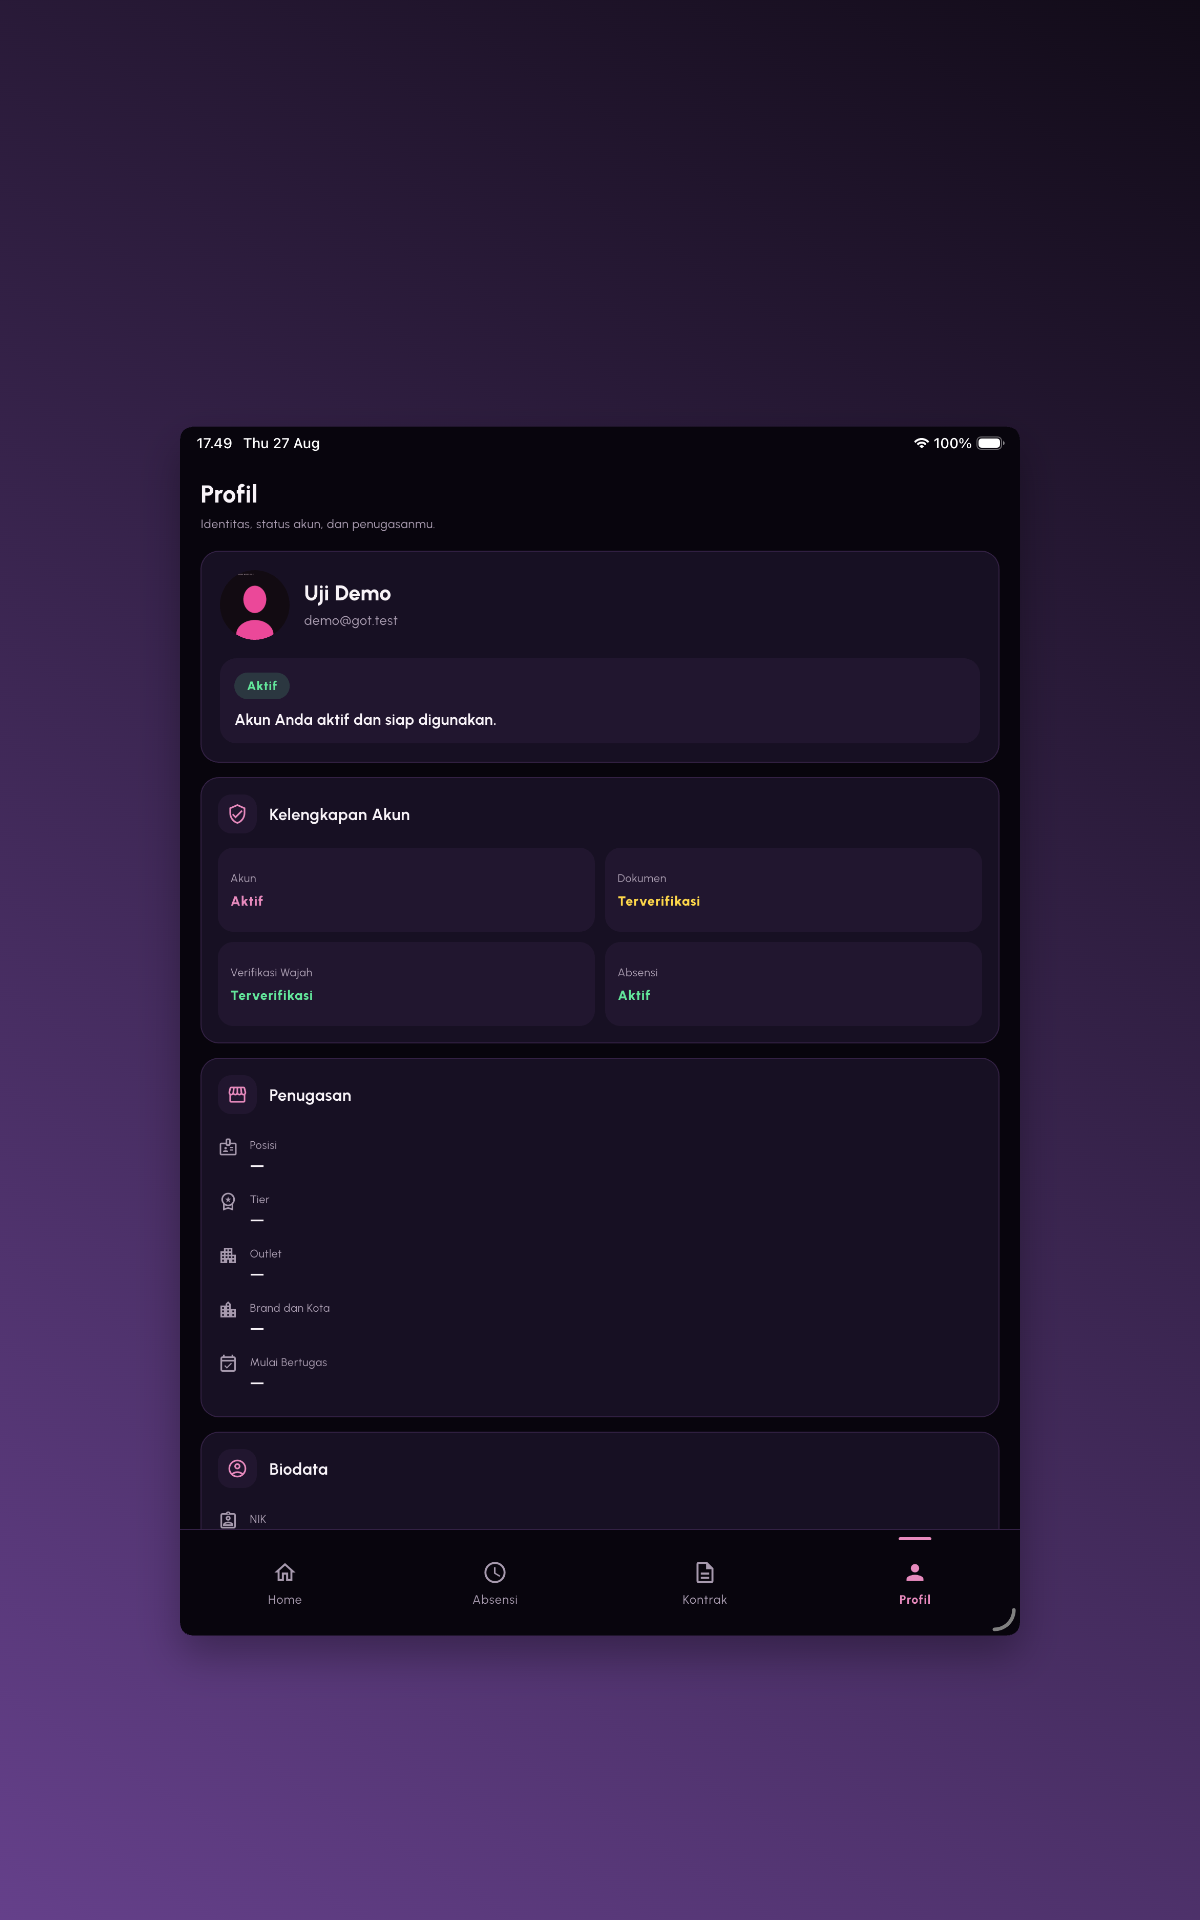 17.49 Thu 27 Aug
100%
Profil
Identitas, status akun, dan penugasanmu.
Uji Demo
demo@got.test
Aktif
Akun Anda aktif dan siap digunakan.
Kelengkapan Akun
Akun
Aktif
Dokumen
Terverifikasi
Verifikasi Wajah
Terverifikasi
Absensi
Aktif
Penugasan
Posisi
—
Tier
—
Outlet
—
Brand dan Kota
—
Mulai Bertugas
—
Biodata
NIK
Home
Absensi
Kontrak
Profil